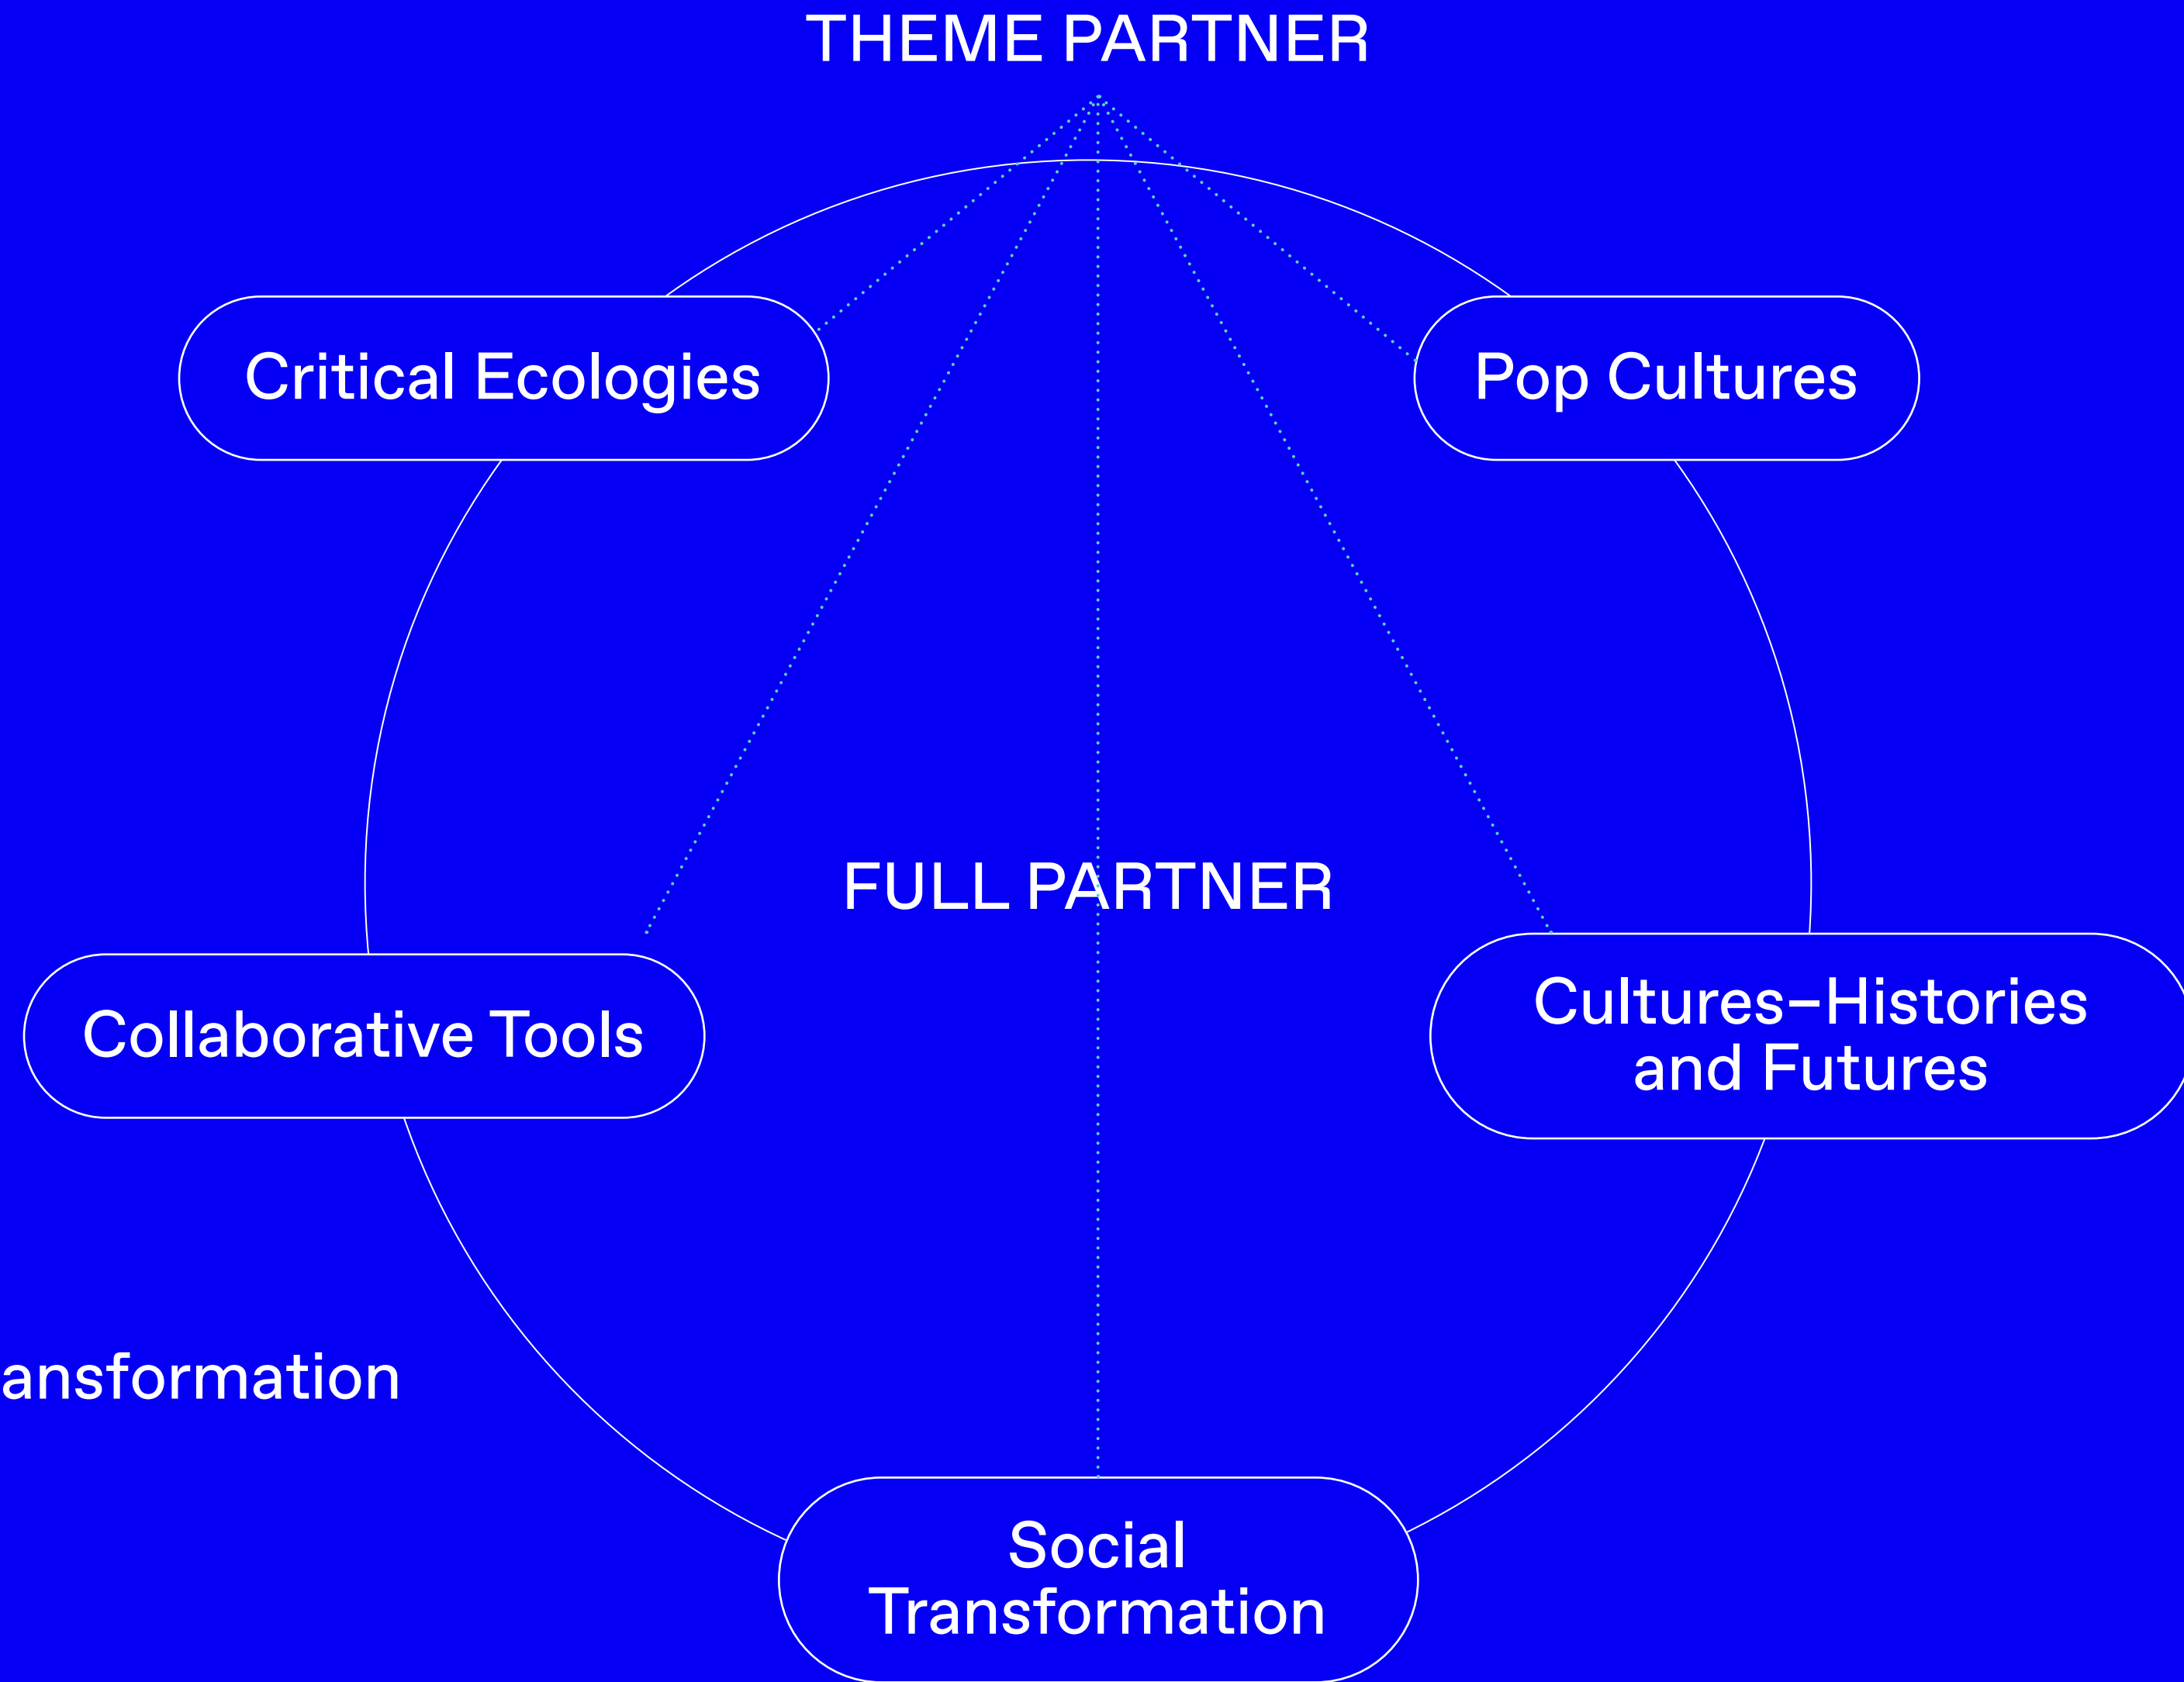 THEME PARTNER
Critical Ecologies
Pop Cultures
FULL PARTNER
Collaborative Tools
Cultures–Histories
and Futures
ansformation
Social
Transformation